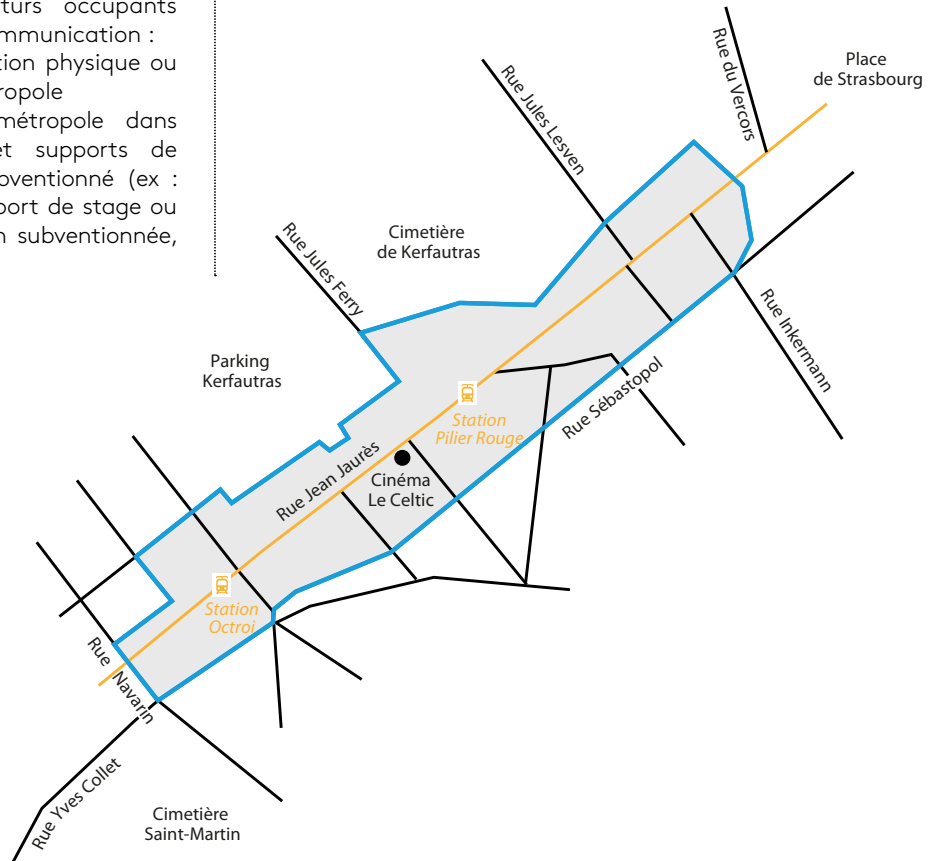 turs occupants
mmunication :
tion physique ou
ropole
métropole dans
et supports de
bventionné (ex :
port de stage ou
n subventionnée,
Rue du Vercors
Place
de Strasbourg
Rue Jules Lesven
Cimetière
de Kerfautras
Rue Jules Ferry
Parking
Kerfautras
Rue Inkermann
Rue Sébastopol
Station
Pilier Rouge
Rue Jean Jaurès
Cinéma
Le Celtic
Station
Octroi
Rue Navarin
Rue Yves Collet
Cimetière
Saint-Martin